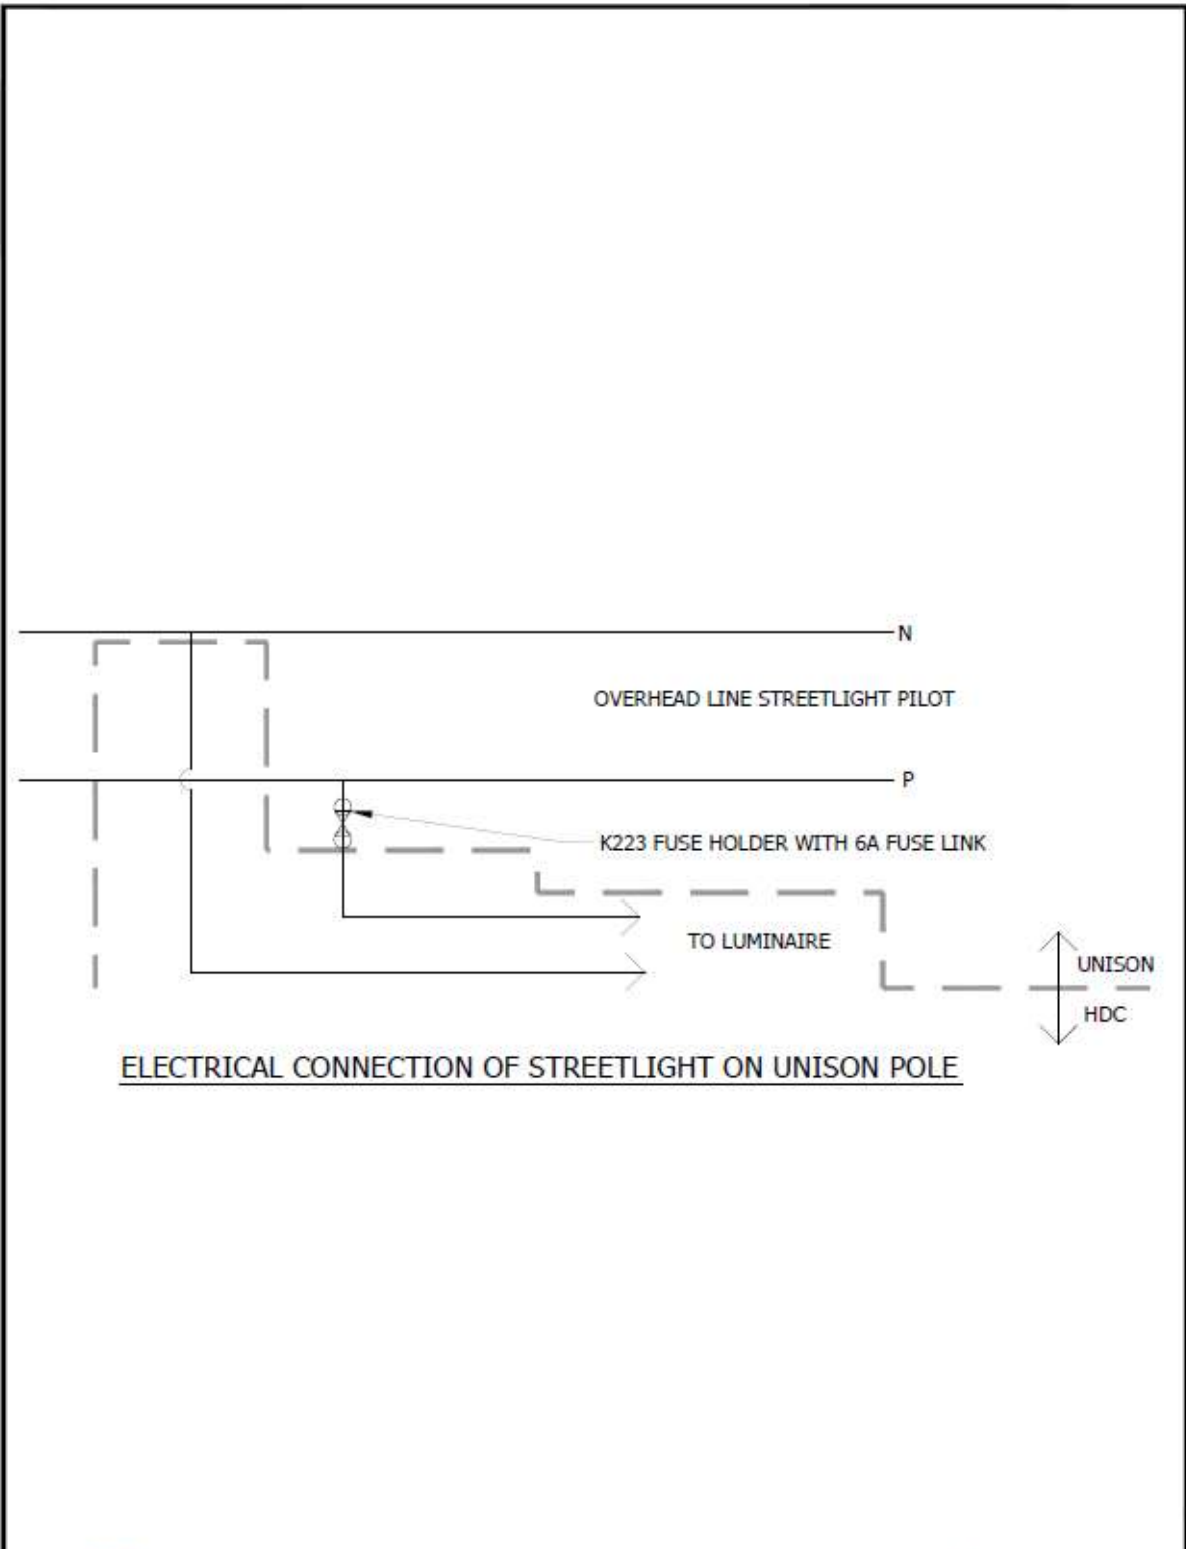 N
OVERHEAD LINE STREETLIGHT PILOT
P
K223 FUSE HOLDER WITH 6A FUSE LINK
TO LUMINAIRE
UNISON
HDC
ELECTRICAL CONNECTION OF STREETLIGHT ON UNISON POLE